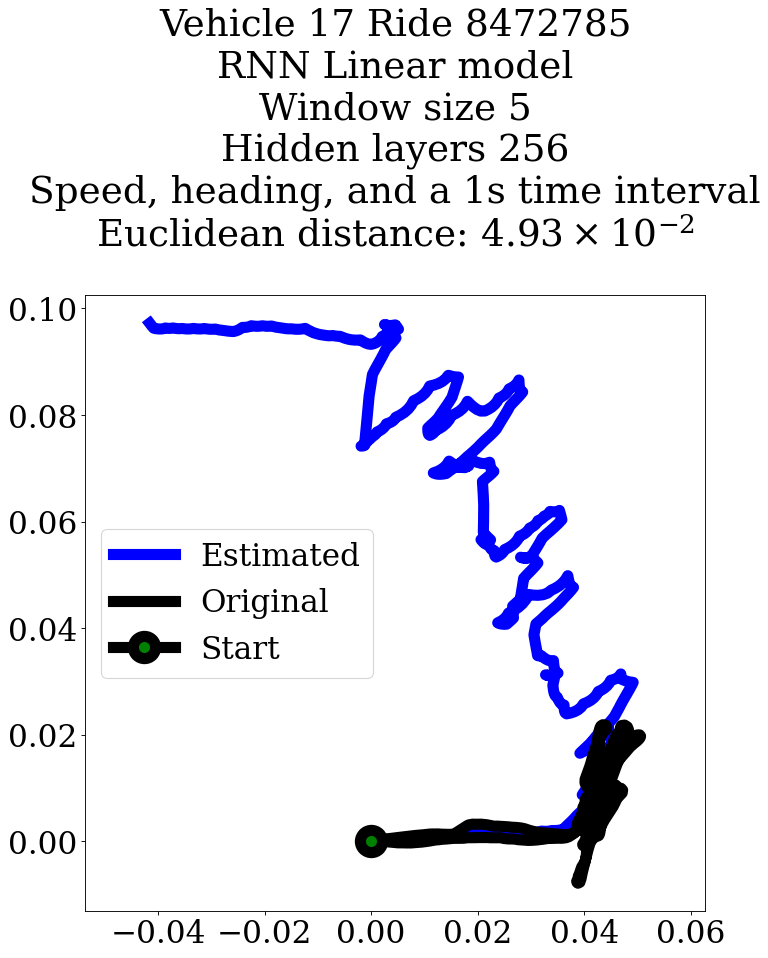 Vehicle 17 Ride 8472785
RNN Linear model
Window size 5
Hidden layers 256
Speed, heading, and a 1s time interval
Euclidean distance: 4.93 × 10⁻²
0.10
0.08
0.06
0.04
0.02
0.00
Estimated
Original
Start
−0.04 −0.02 0.00 0.02 0.04 0.06